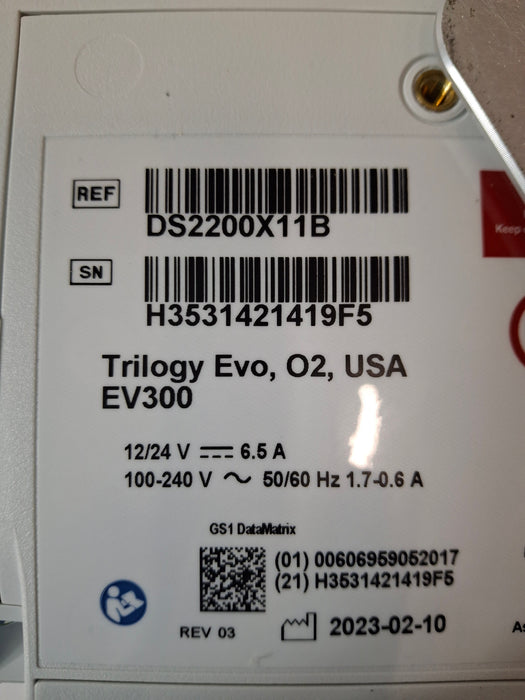 REF
DS2200X11B
Keep
SN
H3531421419F5
Trilogy Evo, O2, USA
EV300
12/24 V ⎓ 6.5 A
100-240 V ~ 50/60 Hz 1.7-0.6 A
GS1 DataMatrix
(01) 00606959052017
(21) H3531421419F5
REV 03
2023-02-10